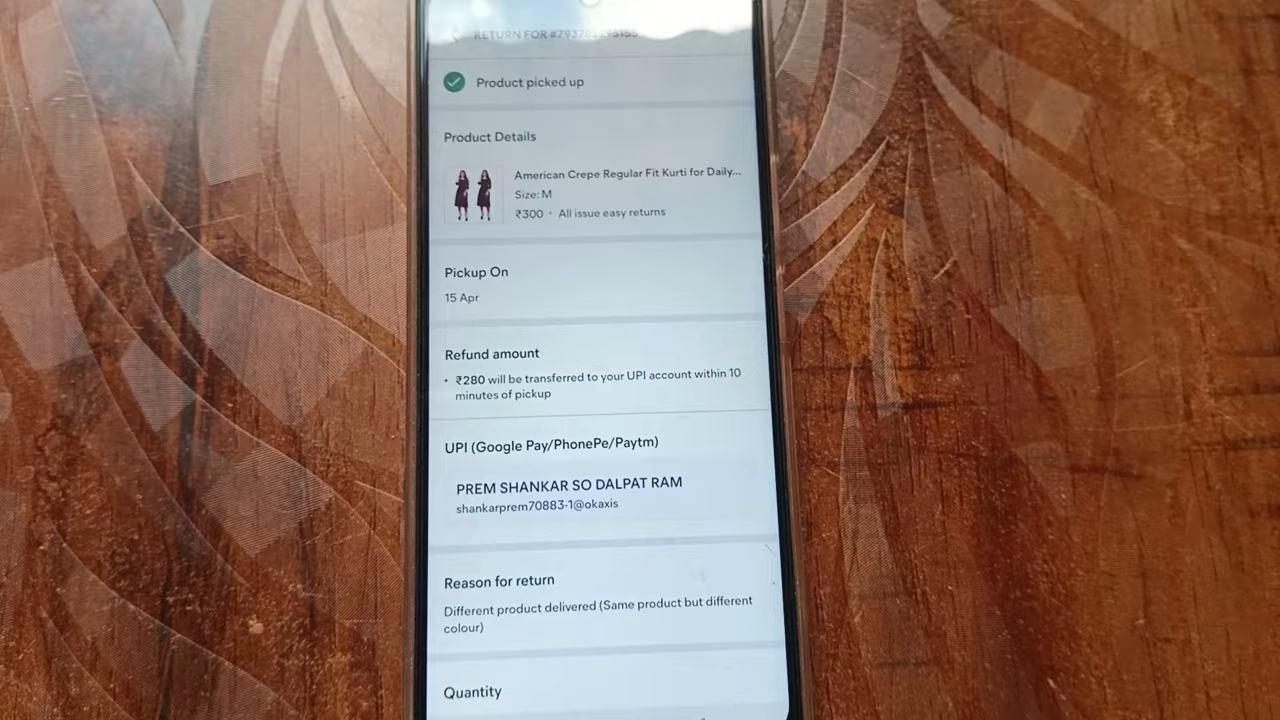 RETURN FOR
Product picked up
Product Details
American Crepe Regular Fit Kurti for Daily...
Size: M
₹300 • All issue easy returns
Pickup On
15 Apr
Refund amount
• ₹280 will be transferred to your UPI account within 10
minutes of pickup
UPI (Google Pay/PhonePe/Paytm)
PREM SHANKAR SO DALPAT RAM
shankarprem70883-1@okaxis
Reason for return
Different product delivered (Same product but different
colour)
Quantity